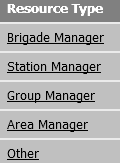 Resource Type
Brigade Manager
Station Manager
Group Manager
Area Manager
Other